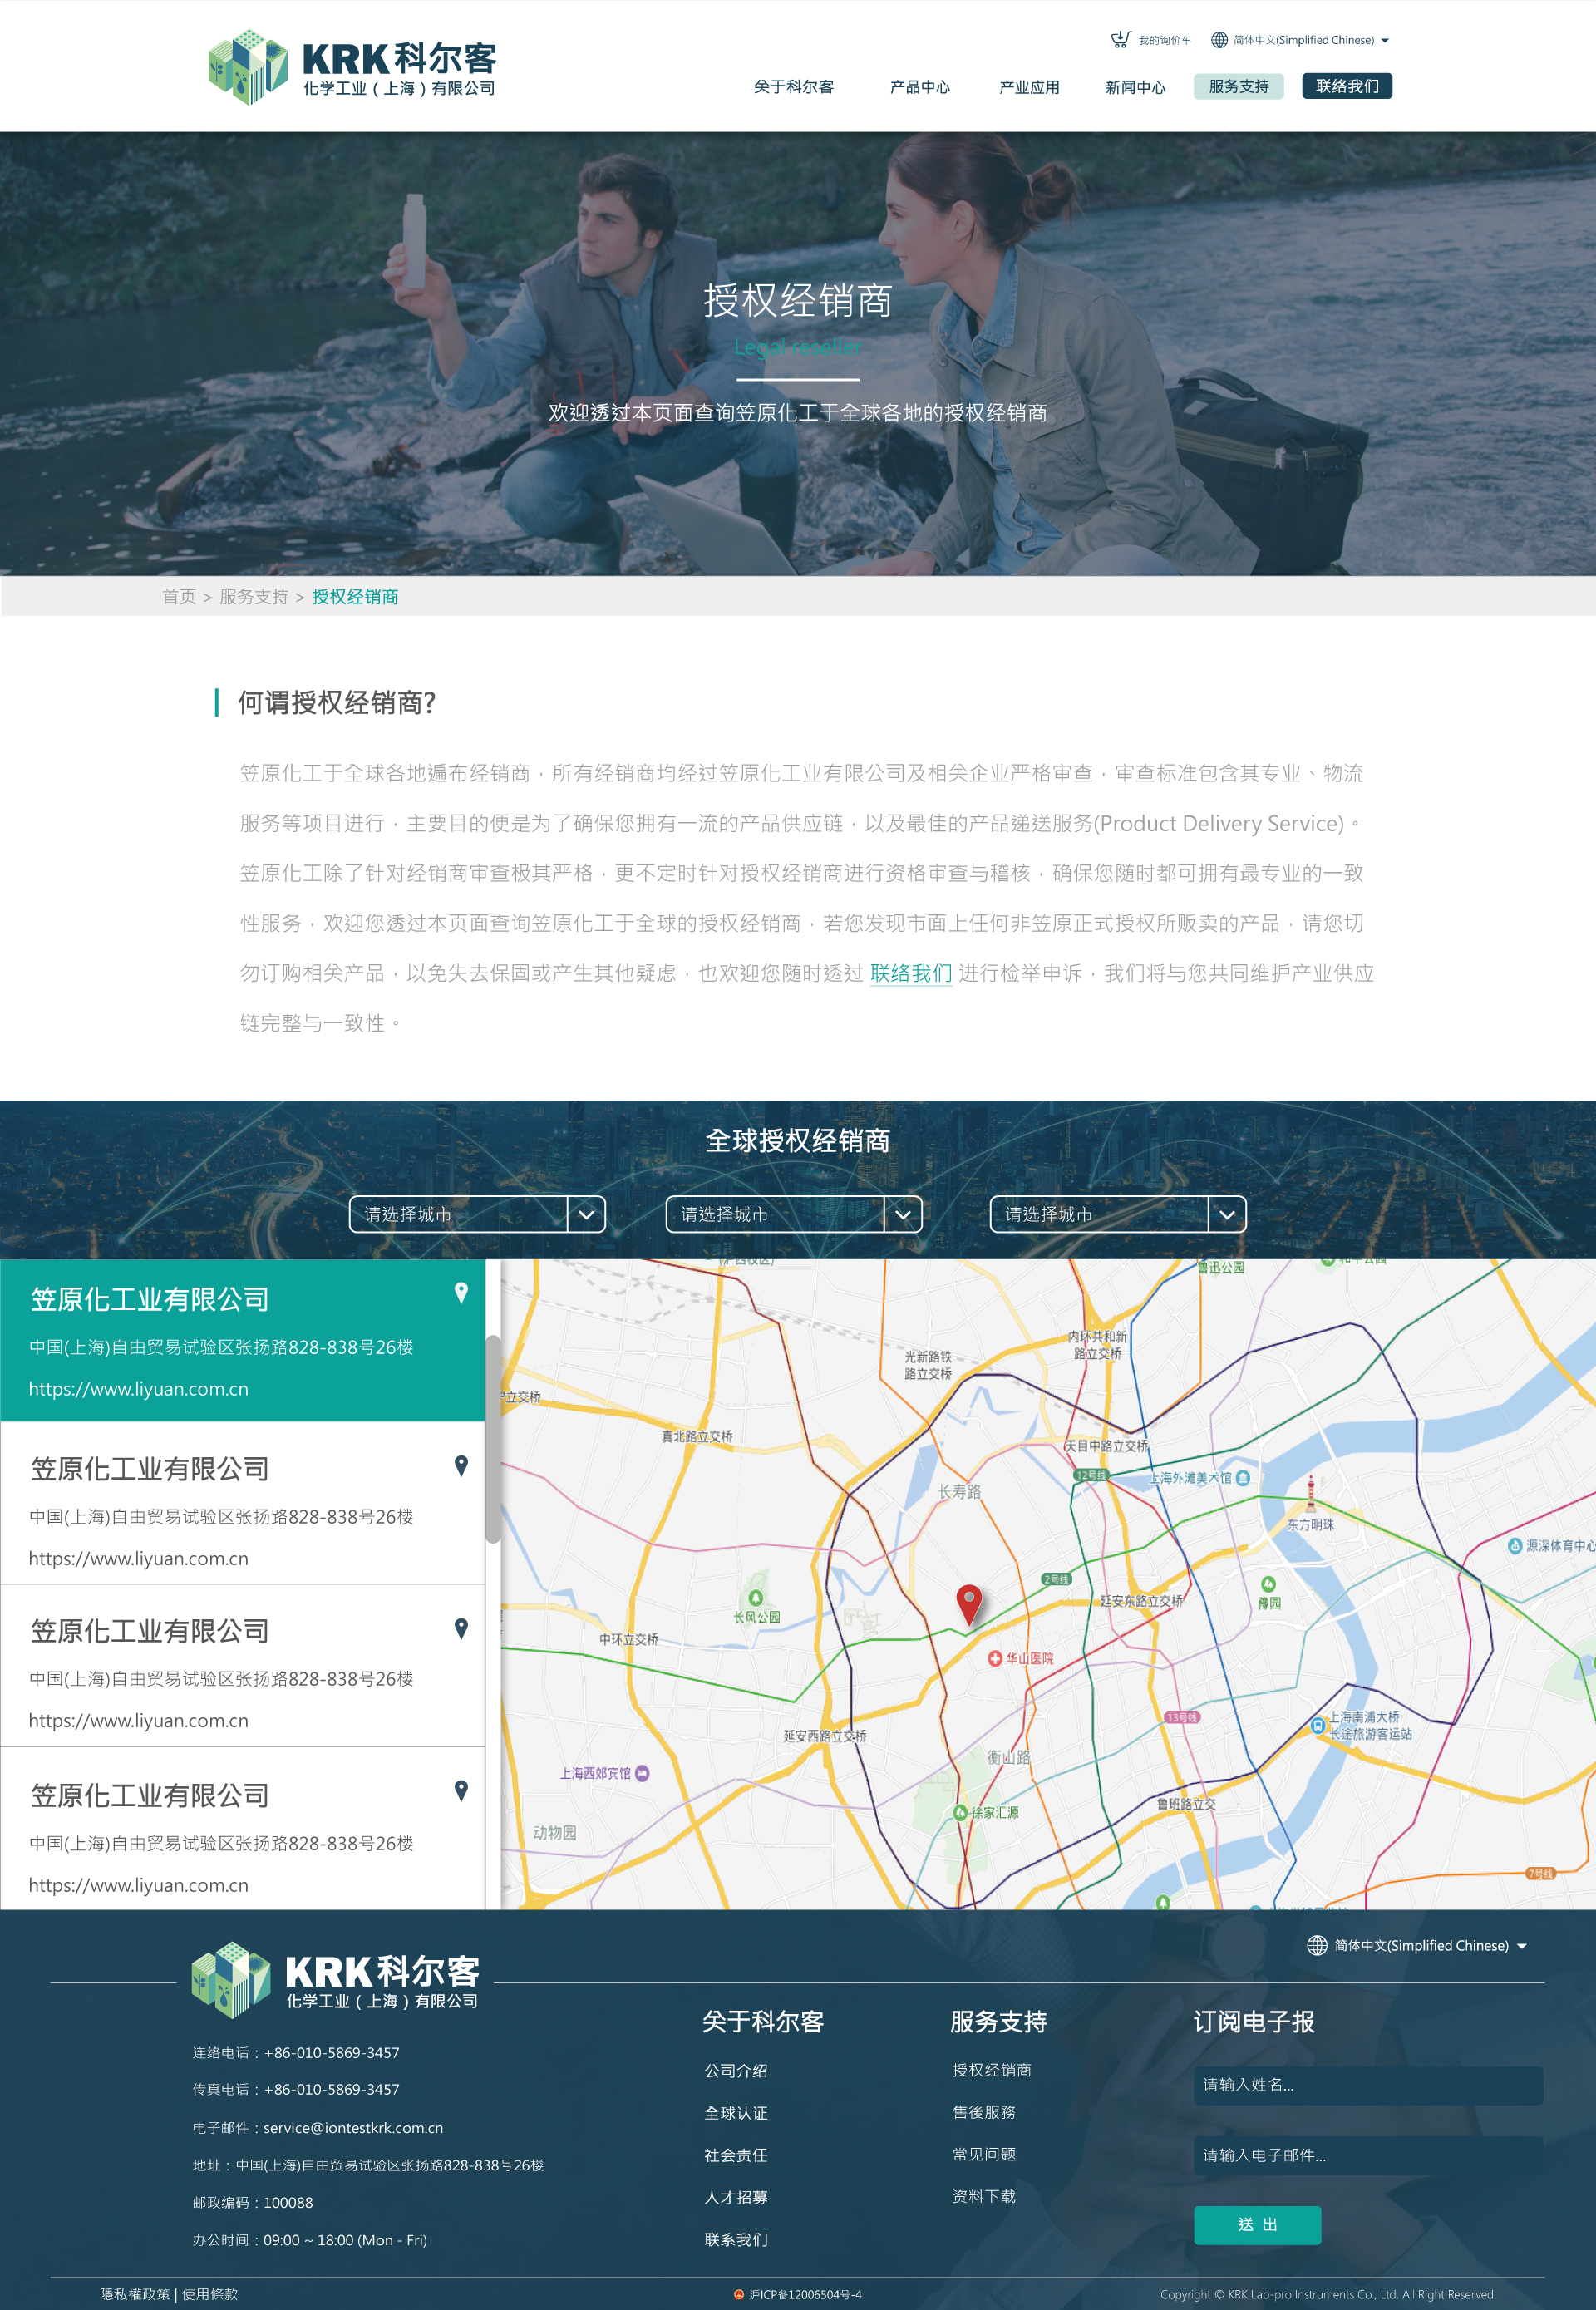 KRK科尔客
化学工业（上海）有限公司
我的询价车
简体中文(Simplified Chinese)
关于科尔客
产品中心
产业应用
新闻中心
服务支持
联络我们
授权经销商
Legal reseller
欢迎透过本页面查询笠原化工于全球各地的授权经销商
首页 > 服务支持 > 授权经销商
何谓授权经销商?
笠原化工于全球各地遍布经销商，所有经销商均经过笠原化工业有限公司及相关企业严格审查，审查标准包含其专业、物流
服务等项目进行，主要目的便是为了确保您拥有一流的产品供应链，以及最佳的产品递送服务(Product Delivery Service)。
笠原化工除了针对经销商审查极其严格，更不定时针对授权经销商进行资格审查与稽核，确保您随时都可拥有最专业的一致
性服务，欢迎您透过本页面查询笠原化工于全球的授权经销商，若您发现市面上任何非笠原正式授权所贩卖的产品，请您切
勿订购相关产品，以免失去保固或产生其他疑虑，也欢迎您随时透过 联络我们 进行检举申诉，我们将与您共同维护产业供应
链完整与一致性。
全球授权经销商
请选择城市
请选择城市
请选择城市
笠原化工业有限公司
中国(上海)自由贸易试验区张扬路828-838号26楼
https://www.liyuan.com.cn
笠原化工业有限公司
中国(上海)自由贸易试验区张扬路828-838号26楼
https://www.liyuan.com.cn
笠原化工业有限公司
中国(上海)自由贸易试验区张扬路828-838号26楼
https://www.liyuan.com.cn
笠原化工业有限公司
中国(上海)自由贸易试验区张扬路828-838号26楼
https://www.liyuan.com.cn
鲁迅公园
内环共和新
路立交桥
光新路铁
路立交桥
立交桥
真北路立交桥
天目中路立交桥
12号线
上海外滩美术馆
长寿路
东方明珠
源深体育中心
2号线
延安东路立交桥
豫园
长风公园
中环立交桥
华山医院
13号线
上海南浦大桥
长途旅游客运站
延安西路立交桥
衡山路
上海西郊宾馆
鲁班路立交
徐家汇源
动物园
7号线
简体中文(Simplified Chinese)
KRK科尔客
化学工业（上海）有限公司
连络电话：+86-010-5869-3457
传真电话：+86-010-5869-3457
电子邮件：service@iontestkrk.com.cn
地址：中国(上海)自由贸易试验区张扬路828-838号26楼
邮政编码：100088
办公时间：09:00 ~ 18:00 (Mon - Fri)
关于科尔客
公司介绍
全球认证
社会责任
人才招募
联系我们
服务支持
授权经销商
售後服務
常见问题
资料下载
订阅电子报
请输入姓名...
请输入电子邮件...
送 出
隱私權政策 | 使用條款
沪ICP备12006504号-4
Copyright © KRK Lab-pro Instruments Co., Ltd. All Right Reserved.